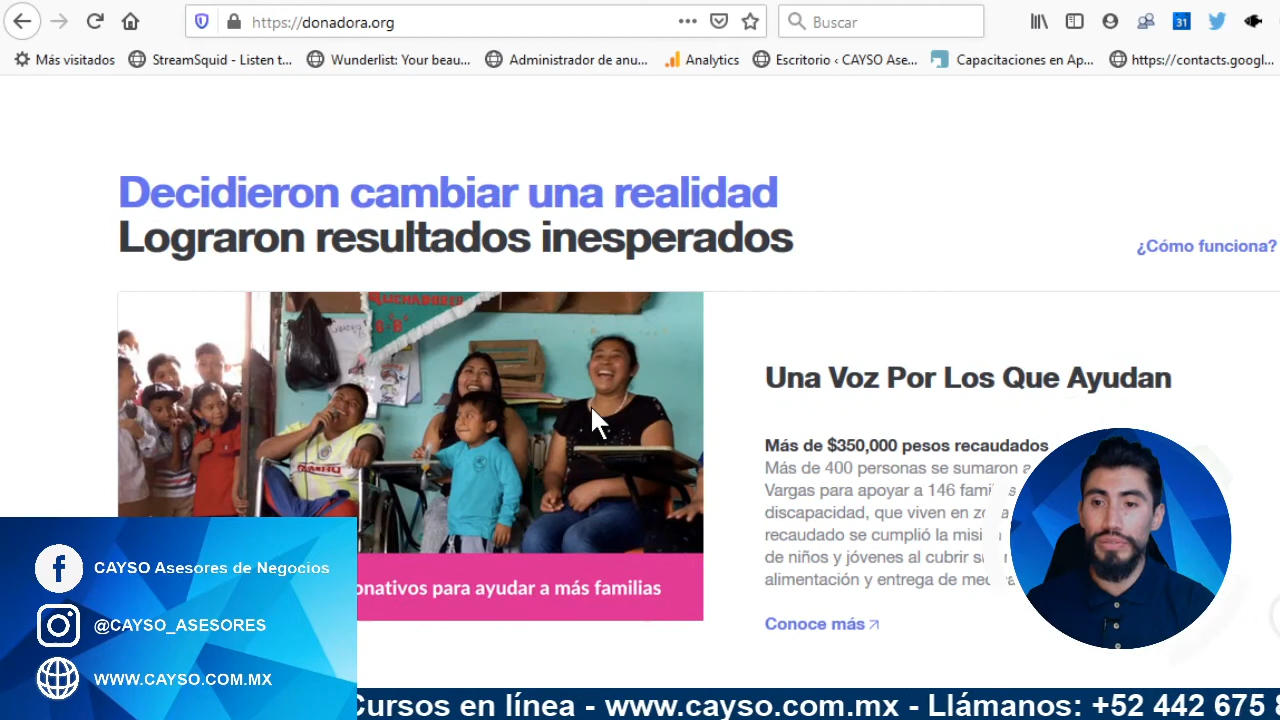 https://donadora.org
Buscar
31
Más visitados
StreamSquid - Listen t...
Wunderlist: Your beau...
Administrador de anu...
Analytics
Escritorio ‹ CAYSO Ase...
Capacitaciones en Ap...
https://contacts.googl...
Decidieron cambiar una realidad
Lograron resultados inesperados
¿Cómo funciona?
Una Voz Por Los Que Ayudan
Más de $350,000 pesos recaudados
Más de 400 personas se sumaron a
Vargas para apoyar a 146
discapacidad, que viven en
recaudado se cumplió la
de niños y jóvenes al cubrir
alimentación y entrega de
Conoce más
para ayudar a más familias
CAYSO Asesores de Negocios
@CAYSO_ASESORES
WWW.CAYSO.COM.MX
Cursos en línea - www.cayso.com.mx - Llámanos: +52 442 675